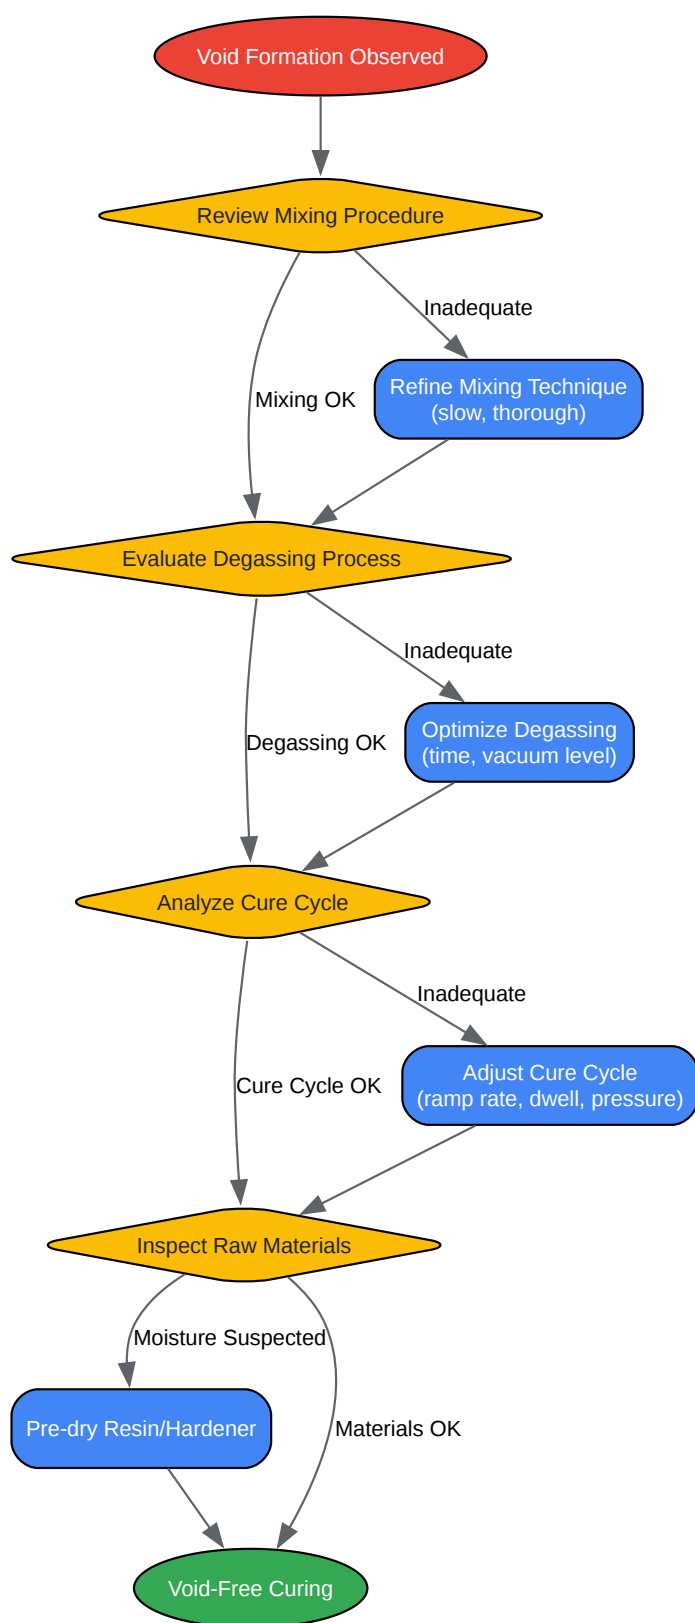 Void Formation Observed
Review Mixing Procedure
Inadequate
Refine Mixing Technique
(slow, thorough)
Mixing OK
Evaluate Degassing Process
Inadequate
Optimize Degassing
(time, vacuum level)
Degassing OK
Analyze Cure Cycle
Inadequate
Adjust Cure Cycle
(ramp rate, dwell, pressure)
Cure Cycle OK
Inspect Raw Materials
Moisture Suspected
Pre-dry Resin/Hardener
Materials OK
Void-Free Curing